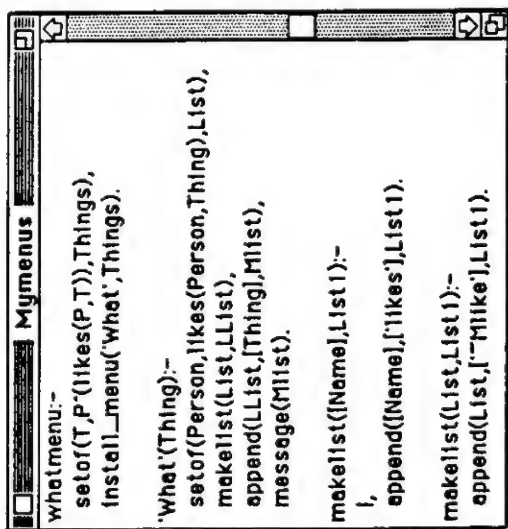 Mymenus
whatmenu:-
setof(T,P^(likes(P,T)),Things),
install_menu('What',Things).
'What'(Thing):-
setof(Person,likes(Person,Thing),List),
makelist(List,LList),
append(LList,[Thing],Mlist),
message(Mlist).
makelist([Name],List1):-
!,
append([Name],['likes'],List1).
makelist(List,List1):-
append(List,['~Mlike'],List1).